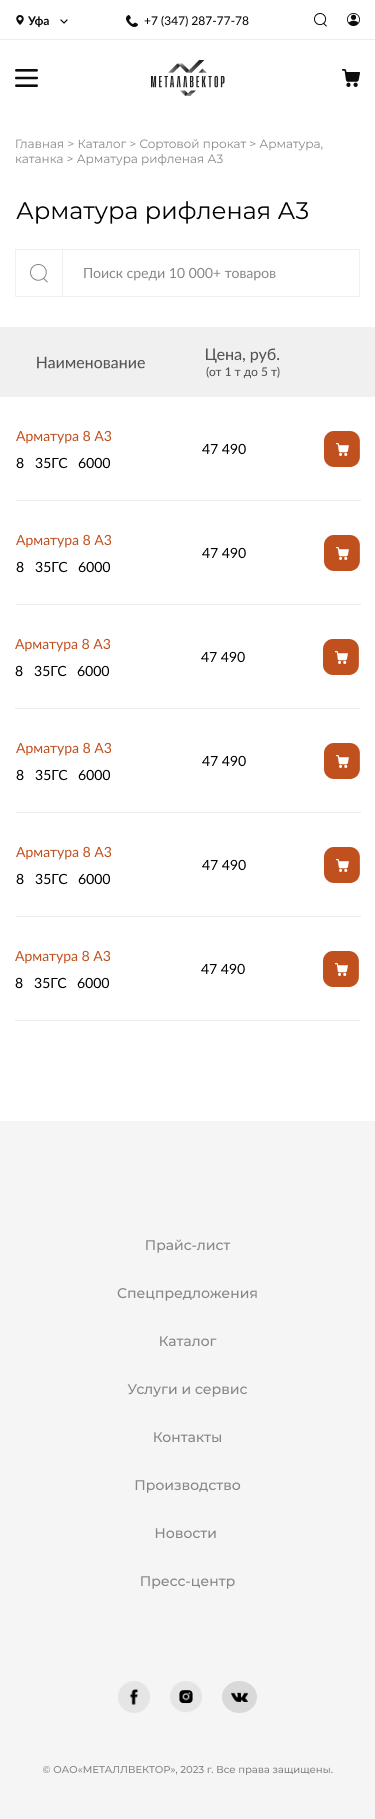 Уфа +7 (347) 287-77-78
МЕТАЛЛВЕКТОР
Главная > Каталог > Сортовой прокат > Арматура,
катанка > Арматура рифленая А3
Арматура рифленая А3
Поиск среди 10 000+ товаров
Наименование Цена, руб.
(от 1 т до 5 т)
Арматура 8 А3
47 490
8 35ГС 6000
Арматура 8 А3
47 490
8 35ГС 6000
Арматура 8 А3
47 490
8 35ГС 6000
Арматура 8 А3
47 490
8 35ГС 6000
Арматура 8 А3
47 490
8 35ГС 6000
Арматура 8 А3
47 490
8 35ГС 6000
Прайс-лист
Спецпредложения
Каталог
Услуги и сервис
Контакты
Производство
Новости
Пресс-центр
© ОАО«МЕТАЛЛВЕКТОР», 2023 г. Все права защищены.